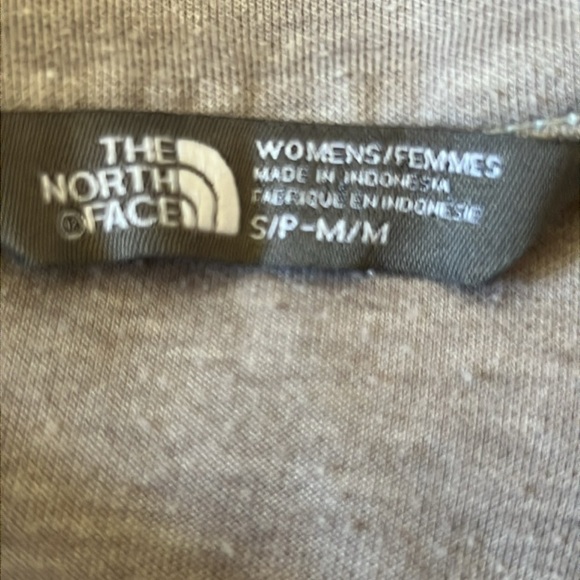 THE
NORTH
FACE
WOMENS/FEMMES
MADE IN INDONESIA
FABRIQUE EN INDONESIE
S/P-M/M